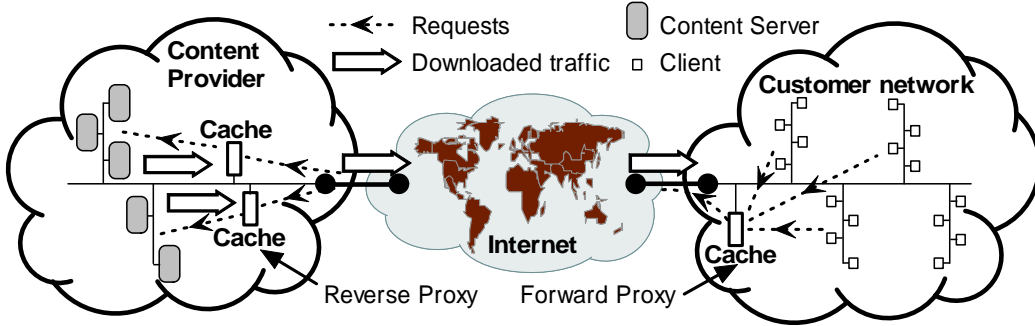 Requests
Content Server
Downloaded traffic
Client
Content
Provider
Customer network
Cache
Cache
Internet
Cache
Reverse Proxy
Forward Proxy